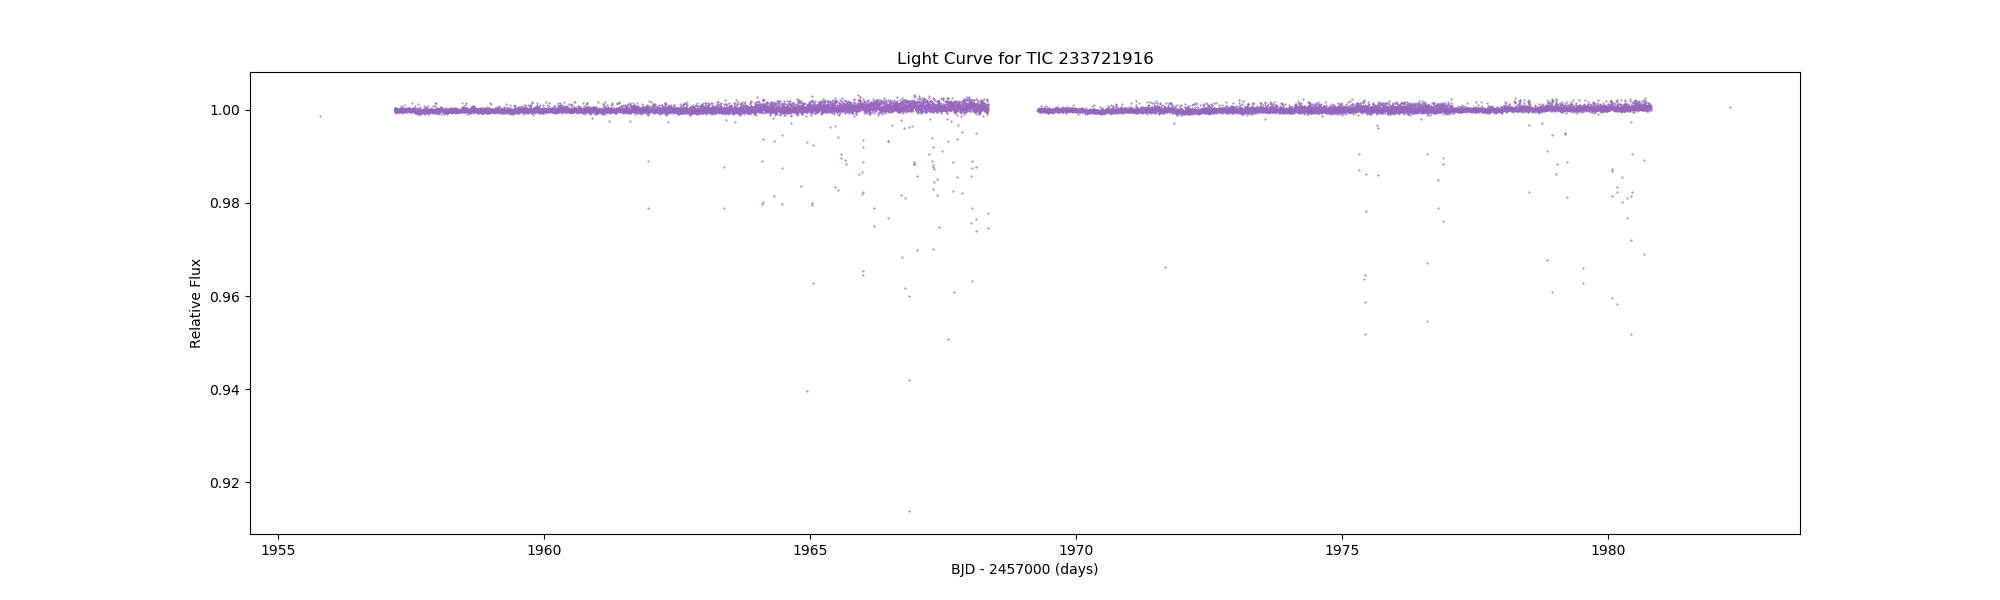 Light Curve for TIC 233721916
Relative Flux
1.00
0.98
0.96
0.94
0.92
1955 1960 1965 1970 1975 1980
BJD - 2457000 (days)